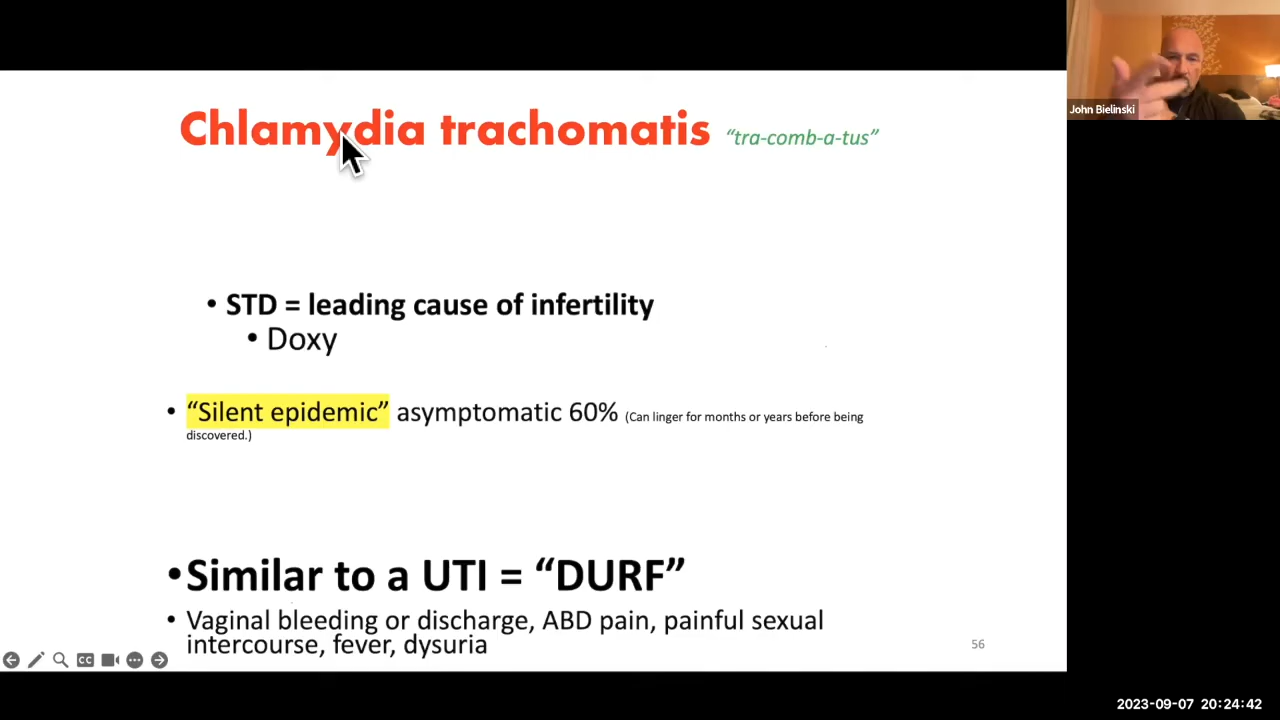 Chlamydia trachomatis “tra-comb-a-tus”
John Bielinski
• STD = leading cause of infertility
• Doxy
• “Silent epidemic” asymptomatic 60% (Can linger for months or years before being
discovered.)
•Similar to a UTI = “DURF”
• Vaginal bleeding or discharge, ABD pain, painful sexual
intercourse, fever, dysuria
56
CC
2023-09-07 20:24:42